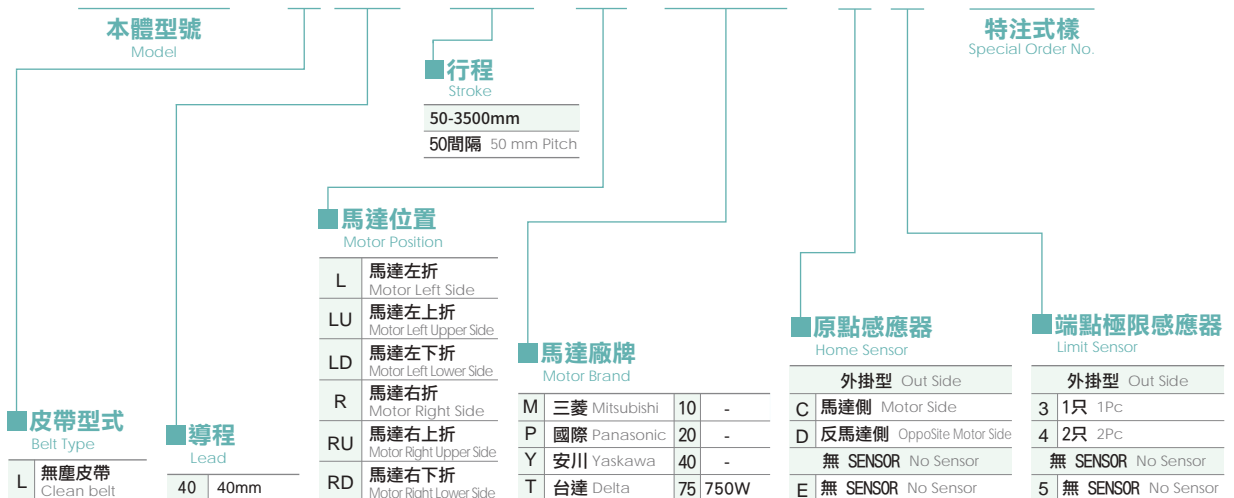 本體型號
Model
特注式樣
Special Order No.
行程
Stroke
50-3500mm
50間隔 50 mm Pitch
馬達位置
Motor Position
L 馬達左折
Motor Left Side
LU 馬達左上折
Motor Left Upper Side
LD 馬達左下折
Motor Left Lower Side
R 馬達右折
Motor Right Side
RU 馬達右上折
Motor Right Upper Side
RD 馬達右下折
Motor Right Lower Side
皮帶型式
Belt Type
L 無塵皮帶
Clean belt
導程
Lead
40 40mm
馬達廠牌
Motor Brand
M 三菱 Mitsubishi 10 -
P 國際 Panasonic 20 -
Y 安川 Yaskawa 40 -
T 台達 Delta 75 750W
原點感應器
Home Sensor
外掛型 Out Side
C 馬達側 Motor Side
D 反馬達側 OppoSite Motor Side
無 SENSOR No Sensor
E 無 SENSOR No Sensor
端點極限感應器
Limit Sensor
外掛型 Out Side
3 1只 1Pc
4 2只 2Pc
無 SENSOR No Sensor
5 無 SENSOR No Sensor